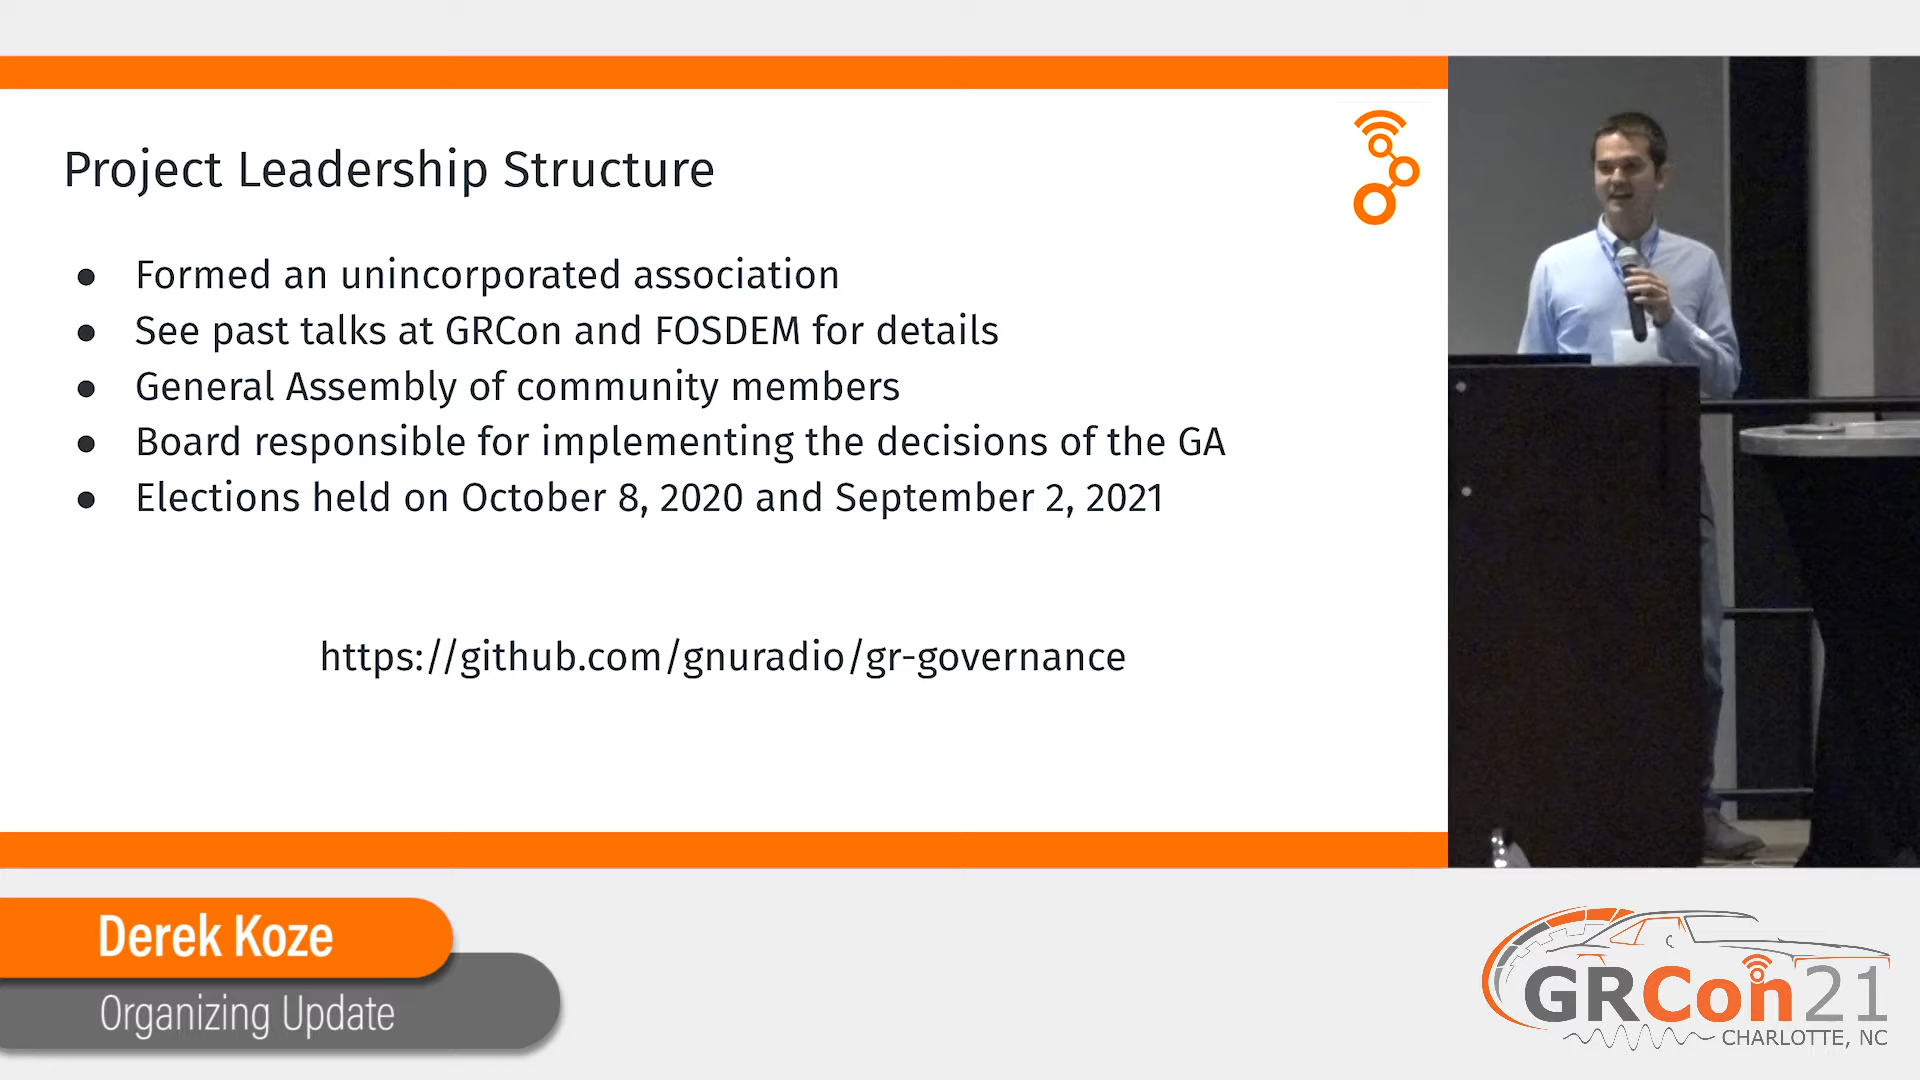 Project Leadership Structure
● Formed an unincorporated association
● See past talks at GRCon and FOSDEM for details
● General Assembly of community members
● Board responsible for implementing the decisions of the GA
● Elections held on October 8, 2020 and September 2, 2021
https://github.com/gnuradio/gr-governance
Derek Koze
Organizing Update
GRCon21
CHARLOTTE, NC